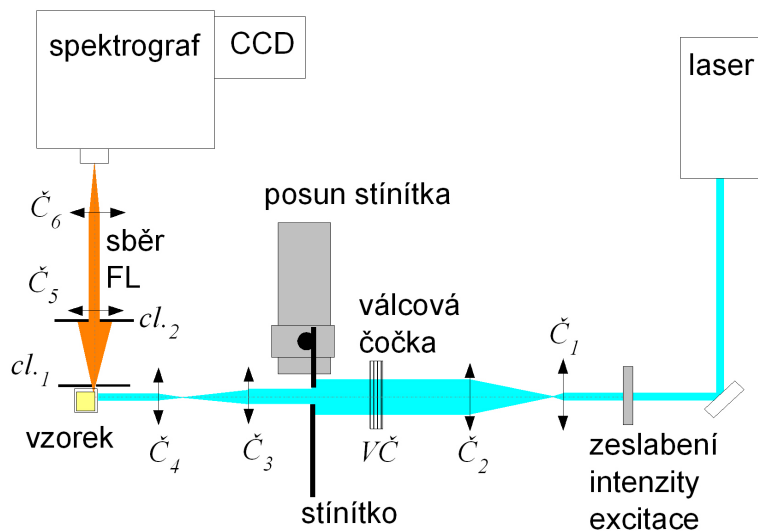 spektrograf
CCD
laser
Č6
sběr
FL
Č5
cl.2
cl.1
vzorek
posun stínítka
válcová
čočka
Č1
Č4
Č3
stínítko
VČ
Č2
zeslabení
intenzity
excitace